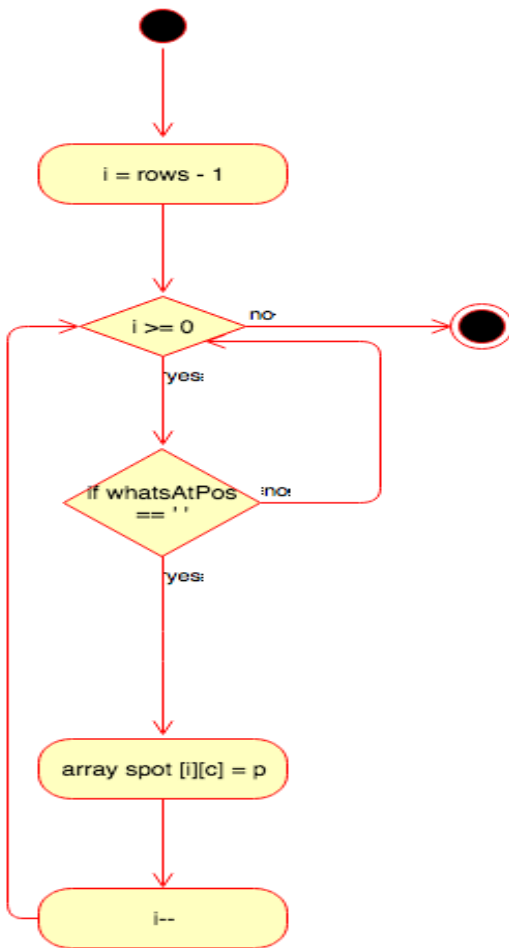 i = rows - 1
i >= 0
no
yes
if whatsAtPos
== ' '
no
yes
array spot [i][c] = p
i--